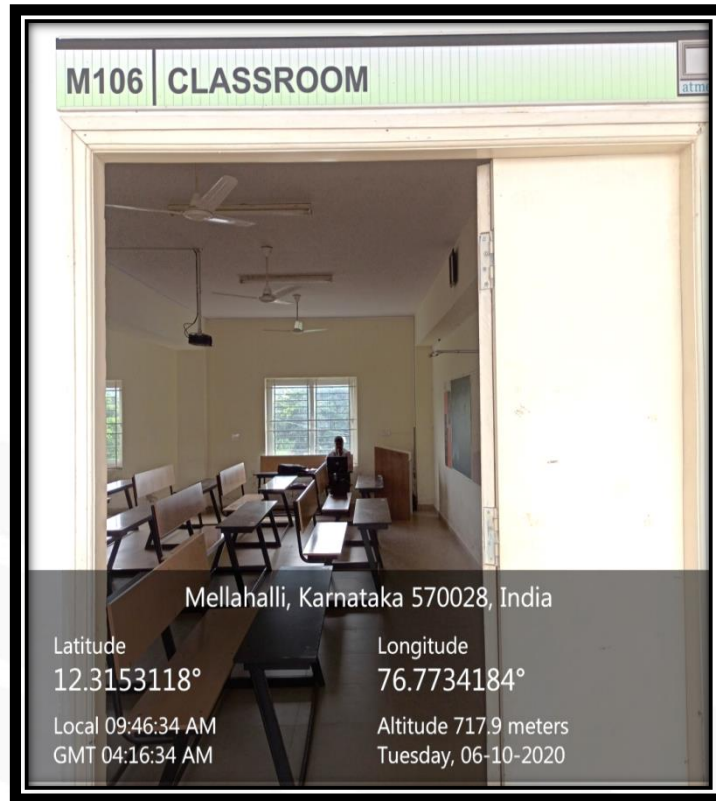 M106 CLASSROOM
atme
Mellahalli, Karnataka 570028, India
Latitude
12.3153118°
Longitude
76.7734184°
Local 09:46:34 AM
GMT 04:16:34 AM
Altitude 717.9 meters
Tuesday, 06-10-2020